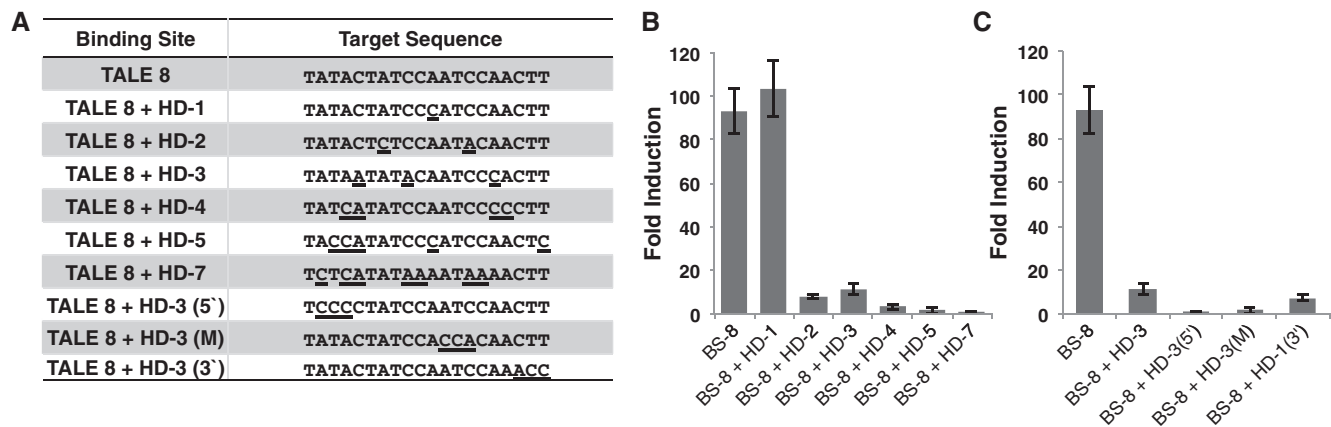 A
Binding Site Target Sequence
TALE 8 TATACTATCCAATCCAACTT
TALE 8 + HD-1 TATACTATCCCATCCAACTT
TALE 8 + HD-2 TATACTCTCCAATACAACTT
TALE 8 + HD-3 TATAATATACAATCCCACTT
TALE 8 + HD-4 TATCATATCCAATCCCCCTT
TALE 8 + HD-5 TACCATATCCCATCCAACTC
TALE 8 + HD-7 TCTCATATAAAATAAAACTT
TALE 8 + HD-3 (5`) TCCCCTATCCAATCCAACTT
TALE 8 + HD-3 (M) TATACTATCCACCACAACTT
TALE 8 + HD-3 (3`) TATACTATCCAATCCAAACC
B
Fold Induction
120
100
80
60
40
20
0
BS-8
BS-8 + HD-1
BS-8 + HD-2
BS-8 + HD-3
BS-8 + HD-4
BS-8 + HD-5
BS-8 + HD-7
C
Fold Induction
120
100
80
60
40
20
0
BS-8
BS-8 + HD-3
BS-8 + HD-3(5')
BS-8 + HD-3(M)
BS-8 + HD-1(3')